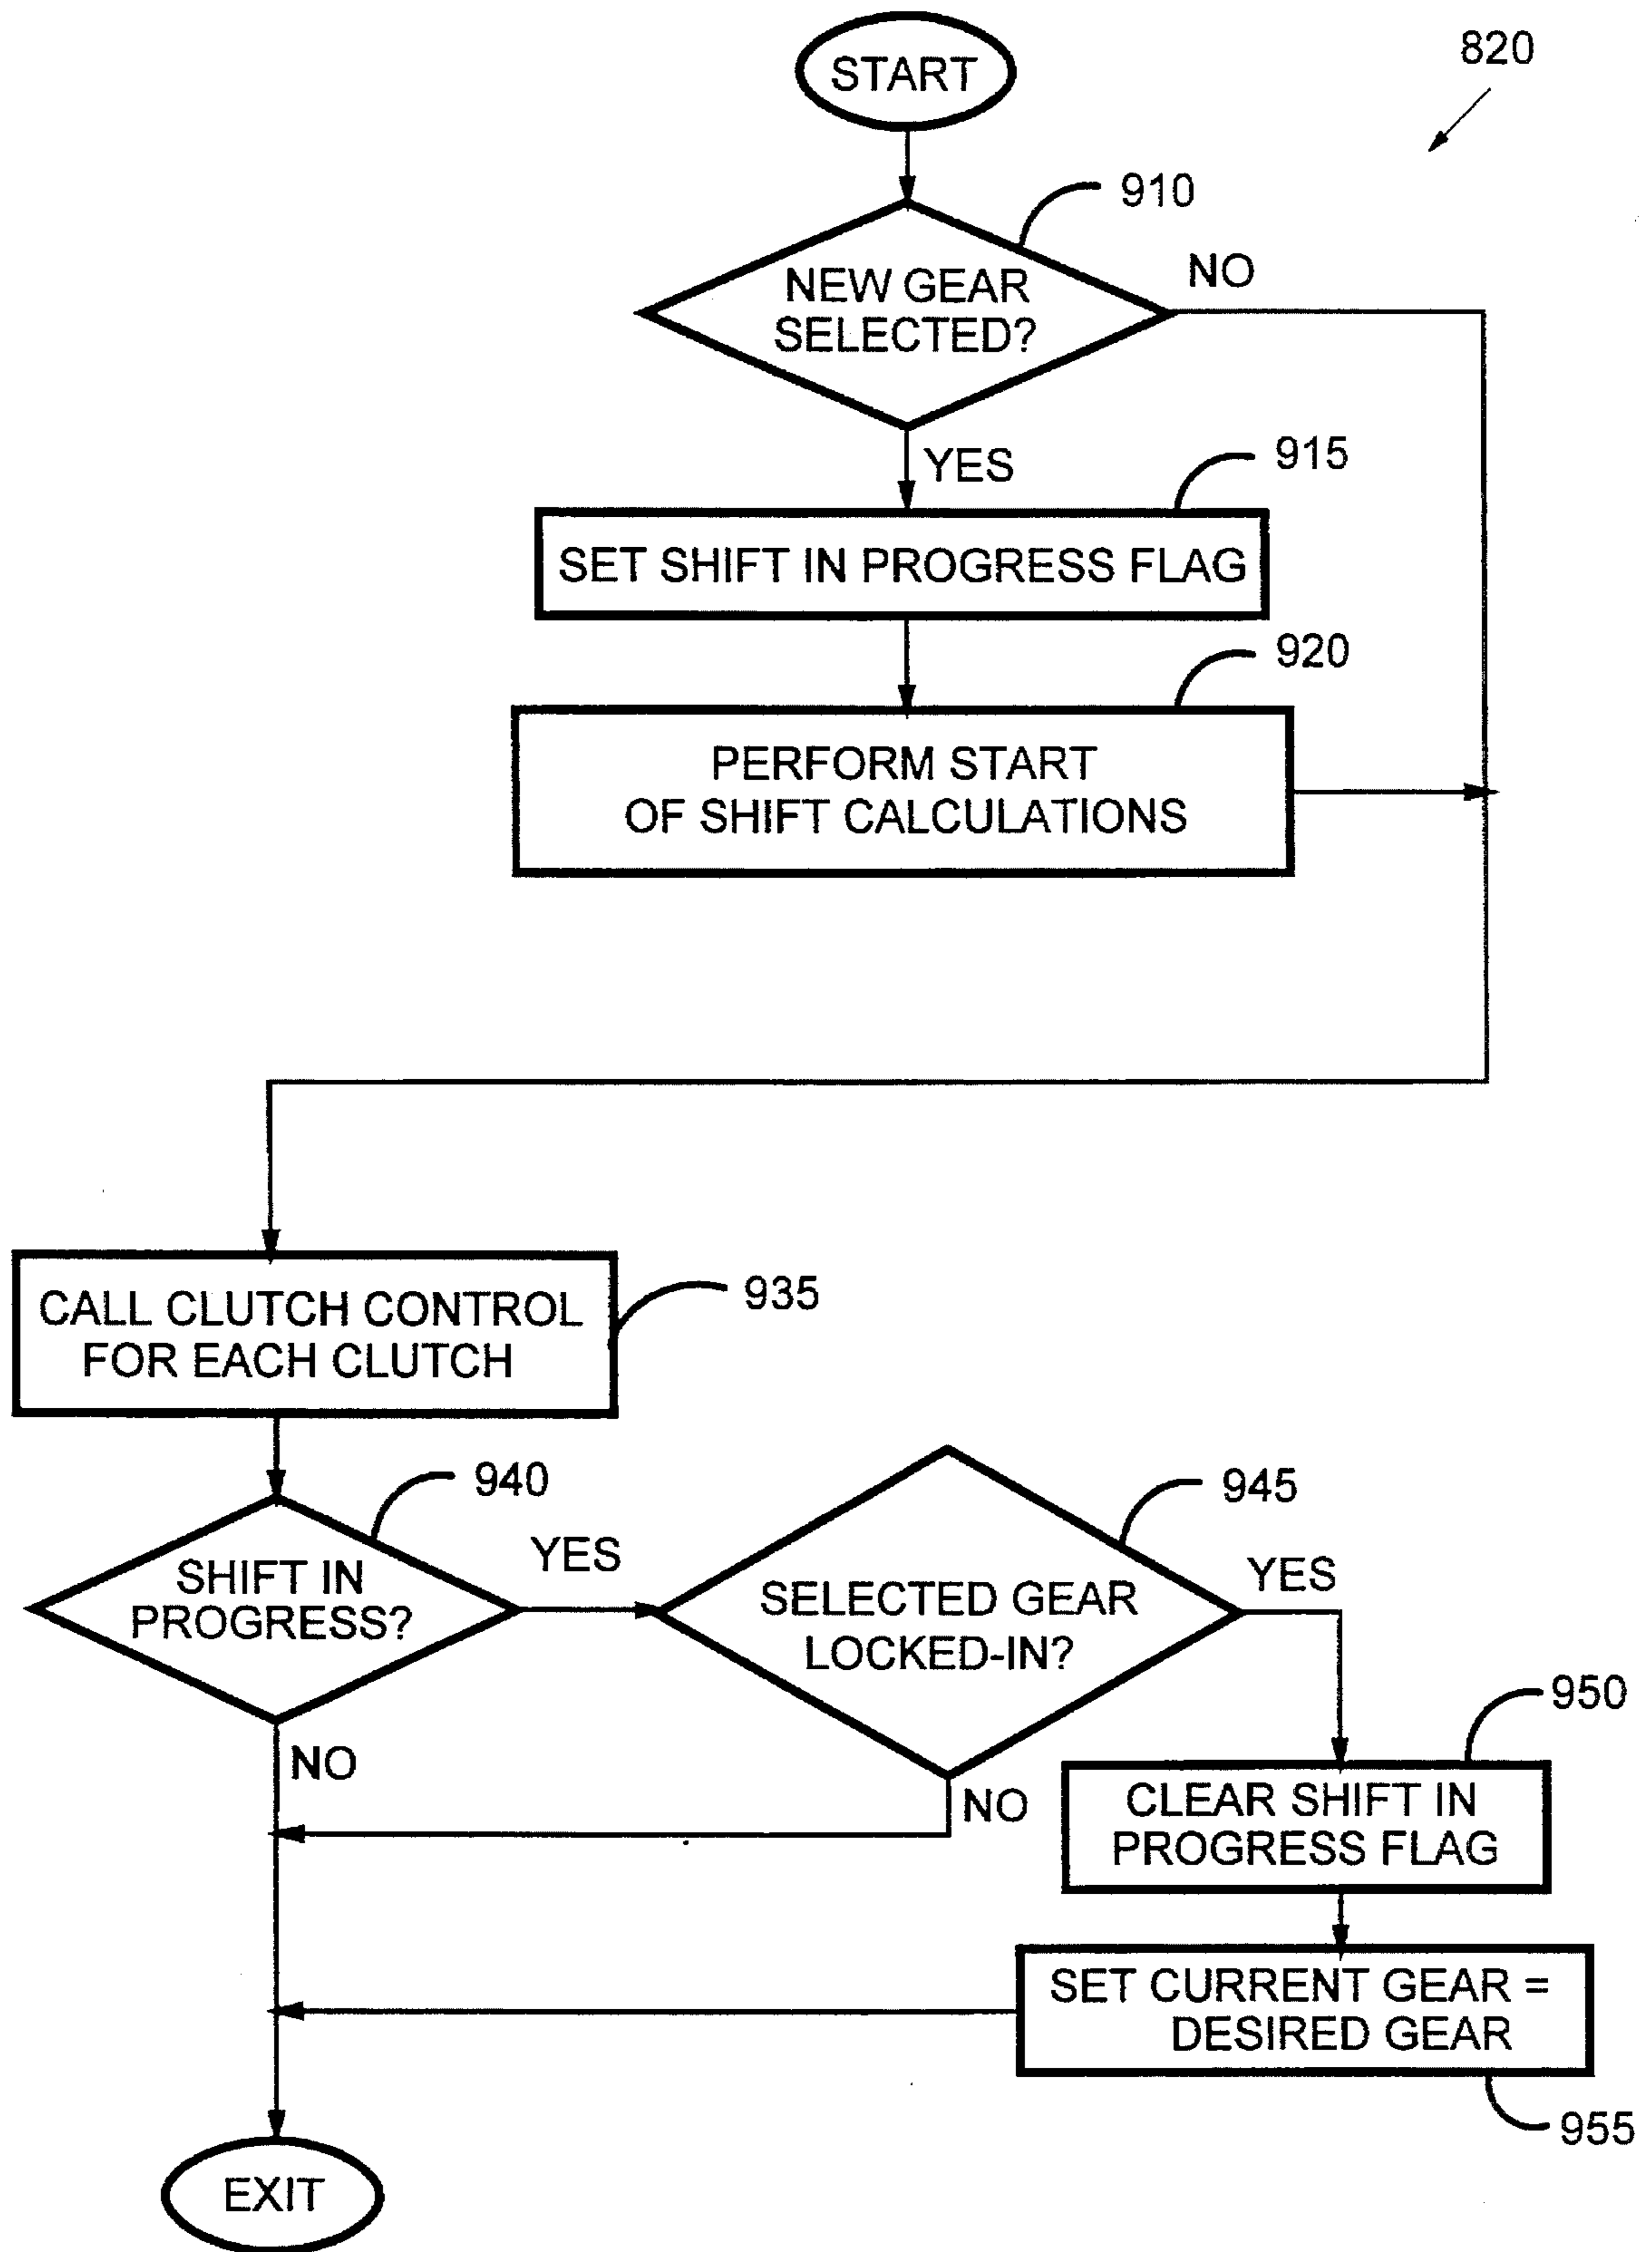 START
820
910
NEW GEAR
SELECTED?
NO
YES
915
SET SHIFT IN PROGRESS FLAG
920
PERFORM START
OF SHIFT CALCULATIONS
CALL CLUTCH CONTROL
FOR EACH CLUTCH
935
940
SHIFT IN
PROGRESS?
YES
NO
945
SELECTED GEAR
LOCKED-IN?
YES
NO
950
CLEAR SHIFT IN
PROGRESS FLAG
SET CURRENT GEAR =
DESIRED GEAR
955
EXIT